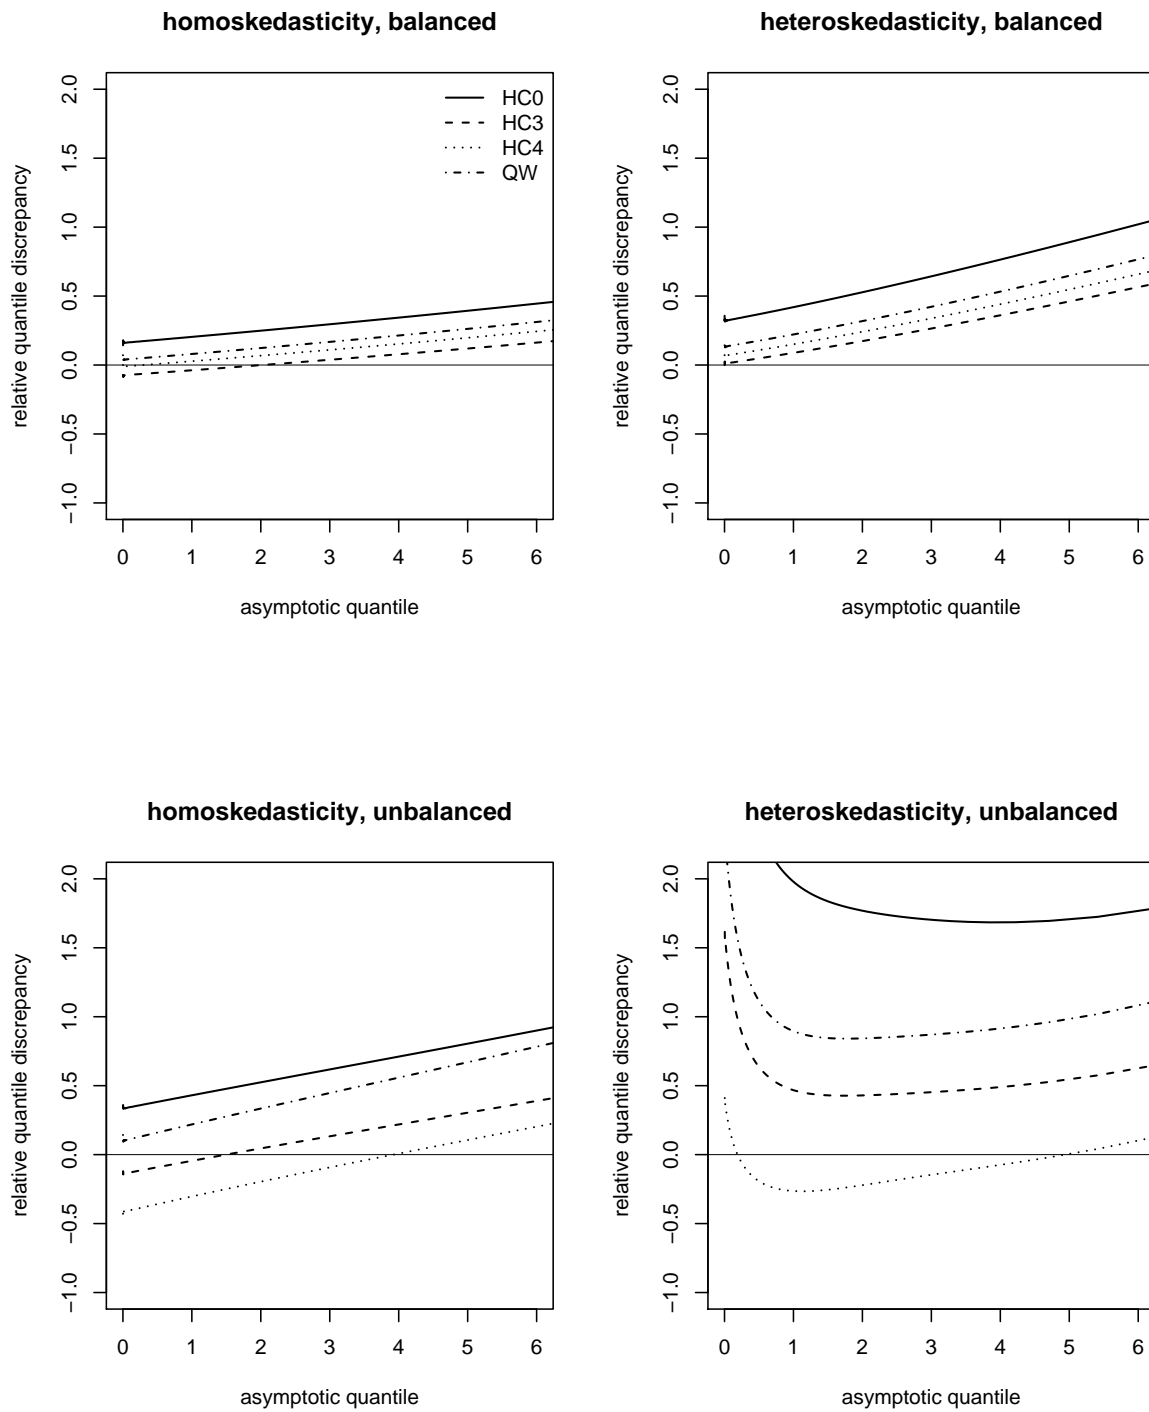 homoskedasticity, balanced
relative quantile discrepancy
2.0
1.5
1.0
0.5
0.0
−0.5
−1.0
HC0
HC3
HC4
QW
0 1 2 3 4 5 6
asymptotic quantile
heteroskedasticity, balanced
relative quantile discrepancy
2.0
1.5
1.0
0.5
0.0
−0.5
−1.0
0 1 2 3 4 5 6
asymptotic quantile
homoskedasticity, unbalanced
relative quantile discrepancy
2.0
1.5
1.0
0.5
0.0
−0.5
−1.0
0 1 2 3 4 5 6
asymptotic quantile
heteroskedasticity, unbalanced
relative quantile discrepancy
2.0
1.5
1.0
0.5
0.0
−0.5
−1.0
0 1 2 3 4 5 6
asymptotic quantile